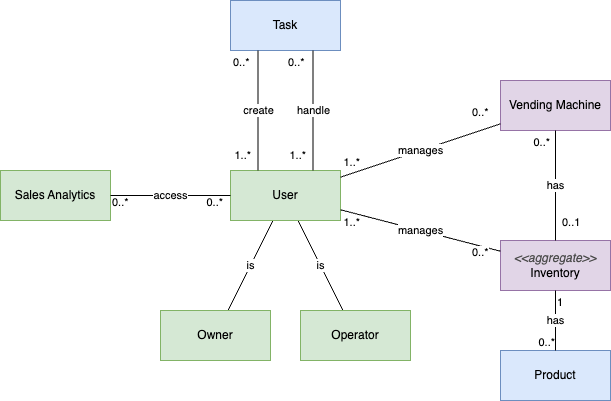 Task
0..*
0..*
create
handle
1..*
1..*
Vending Machine
0..*
0..*
manages
1..*
has
Sales Analytics
0..*
access
0..*
User
1..*
manages
0..*
0..1
<<aggregate>>
Inventory
is
is
1
has
0..*
Owner
Operator
Product